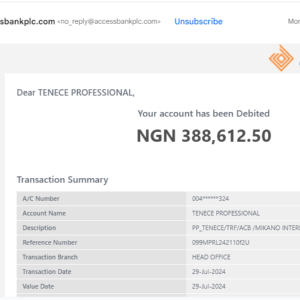 ssbankplc.com <no_reply@accessbankplc.com> Unsubscribe Mo
Dear TENECE PROFESSIONAL,
Your account has been Debited
NGN 388,612.50
Transaction Summary
A/C Number 004******324
Account Name TENECE PROFESSIONAL
Description PP_TENECE/TRF/ACB /MIKANO INTER
Reference Number 099MPRL242110f2U
Transaction Branch HEAD OFFICE
Transaction Date 29-Jul-2024
Value Date 29-Jul-2024